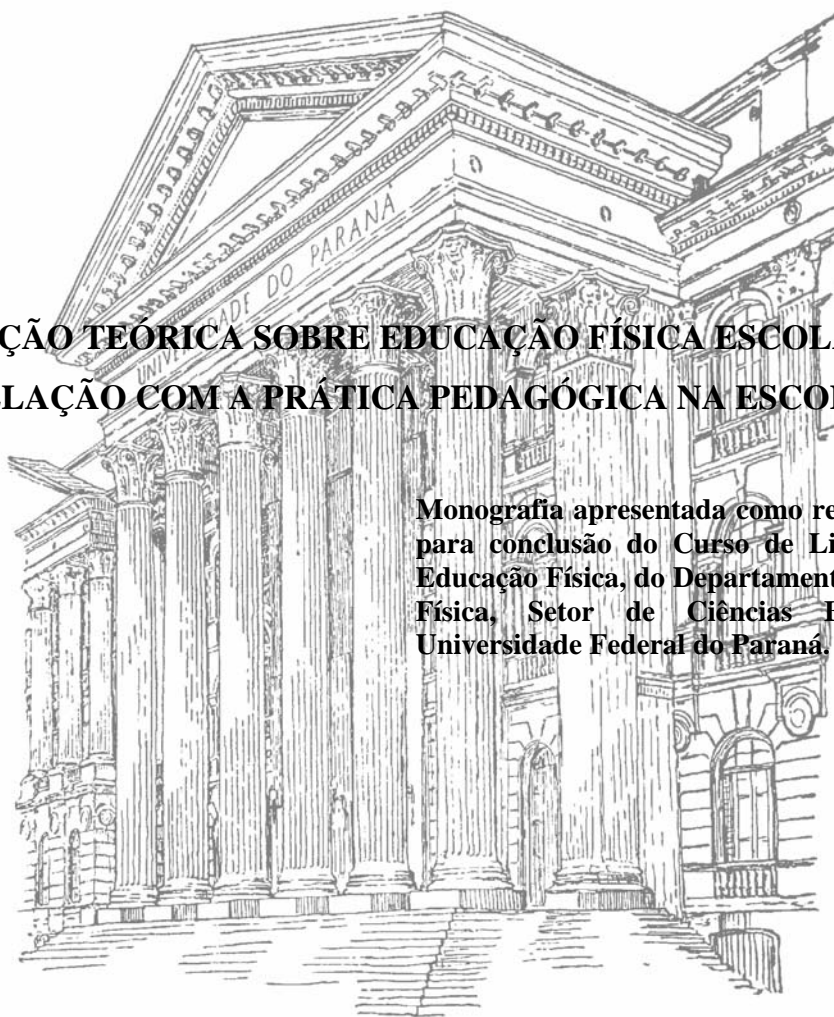 UNIVERSIDADE DO PARANÁ
ÇÃO TEÓRICA SOBRE EDUCAÇÃO FÍSICA ESCOLA
LAÇÃO COM A PRÁTICA PEDAGÓGICA NA ESCO
Monografia apresentada como re
para conclusão do Curso de Li
Educação Física, do Departament
Física, Setor de Ciências
Universidade Federal do Paraná.